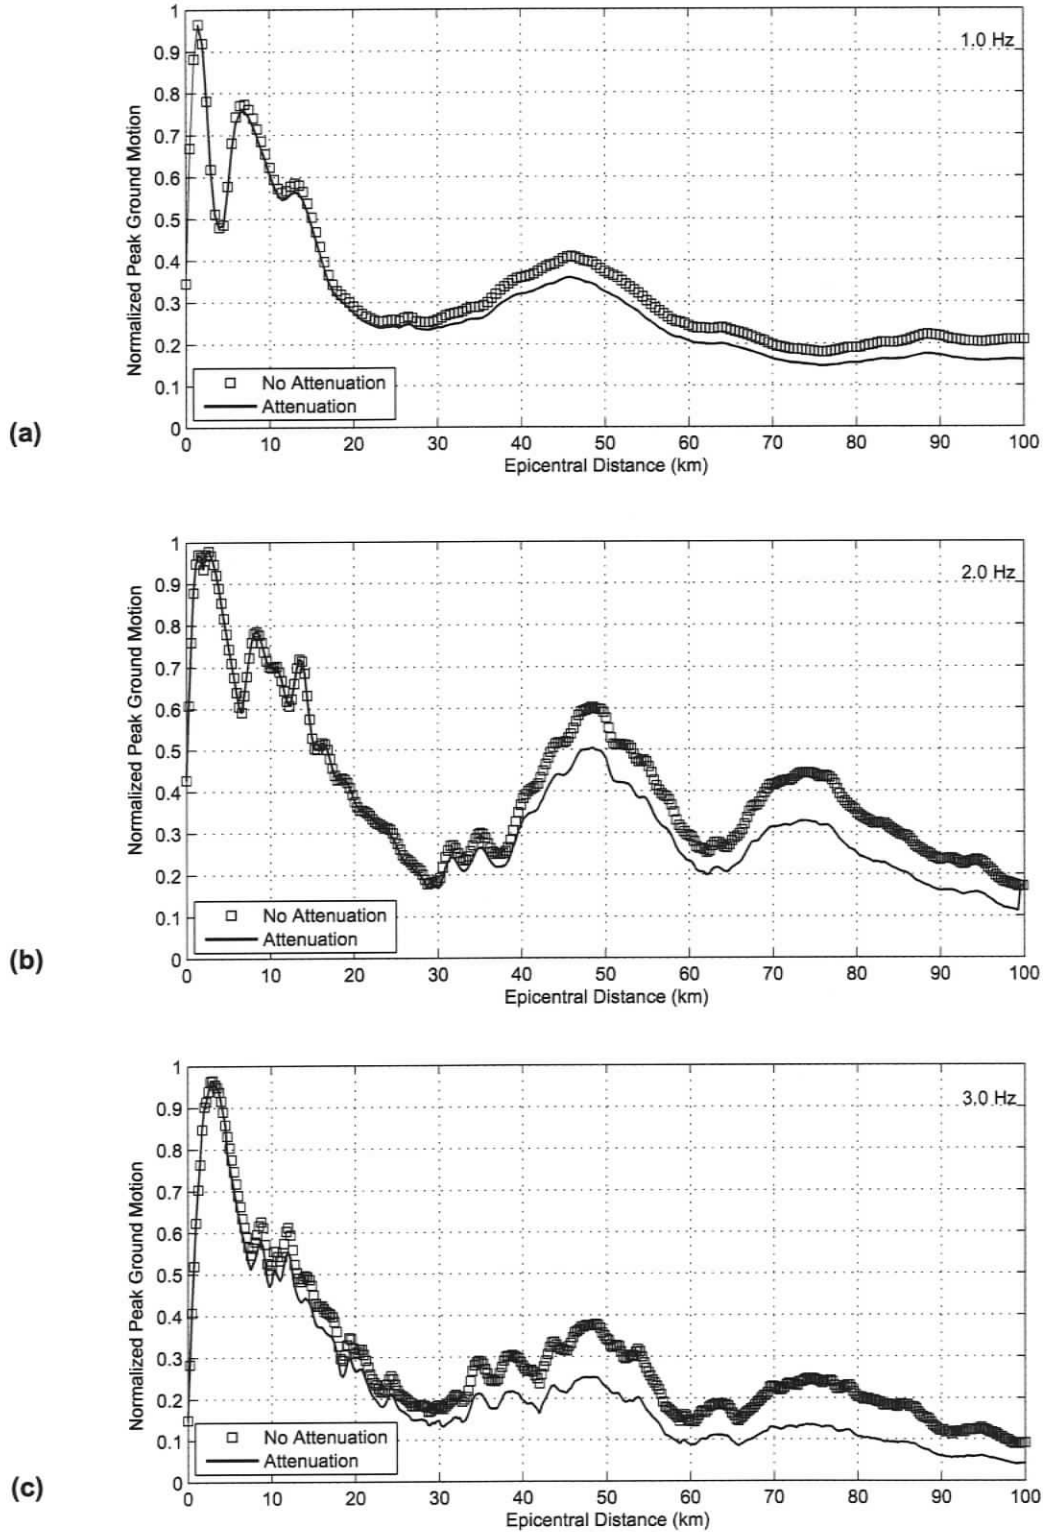 1.0 Hz
Normalized Peak Ground Motion
1
0.9
0.8
0.7
0.6
0.5
0.4
0.3
0.2
0.1
0
No Attenuation
Attenuation
(a)
0 10 20 30 40 50 60 70 80 90 100
Epicentral Distance (km)
2.0 Hz
Normalized Peak Ground Motion
1
0.9
0.8
0.7
0.6
0.5
0.4
0.3
0.2
0.1
0
No Attenuation
Attenuation
(b)
0 10 20 30 40 50 60 70 80 90 100
Epicentral Distance (km)
3.0 Hz
Normalized Peak Ground Motion
1
0.9
0.8
0.7
0.6
0.5
0.4
0.3
0.2
0.1
0
No Attenuation
Attenuation
(c)
0 10 20 30 40 50 60 70 80 90 100
Epicentral Distance (km)